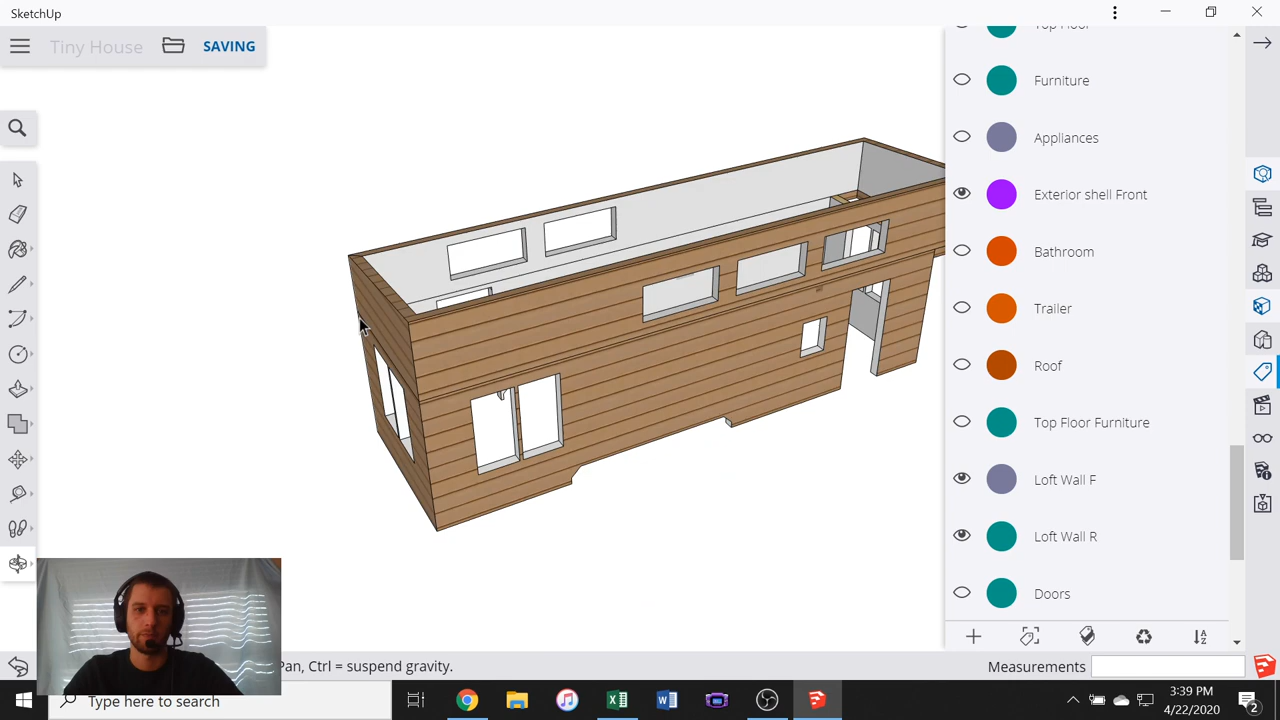 SketchUp
Tiny House
SAVING
Furniture
Appliances
Exterior shell Front
Bathroom
Trailer
Roof
Top Floor Furniture
Loft Wall F
Loft Wall R
Doors
Pan, Ctrl = suspend gravity.
Measurements
Type here to search
3:39 PM
4/22/2020
2